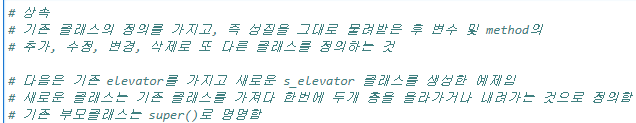 # 상속
# 기존 클래스의 정의를 가지고, 즉 성질을 그대로 물려받은 후 변수 및 method의
# 추가, 수정, 변경, 삭제로 또 다른 클래스를 정의하는 것
# 다음은 기존 elevator를 가지고 새로운 s_elevator 클래스를 생성한 예제임
# 새로운 클래스는 기존 클래스를 가져다 한번에 두개 층을 올라가거나 내려가는 것으로 정의함
# 기존 부모클래스는 super()로 명명함